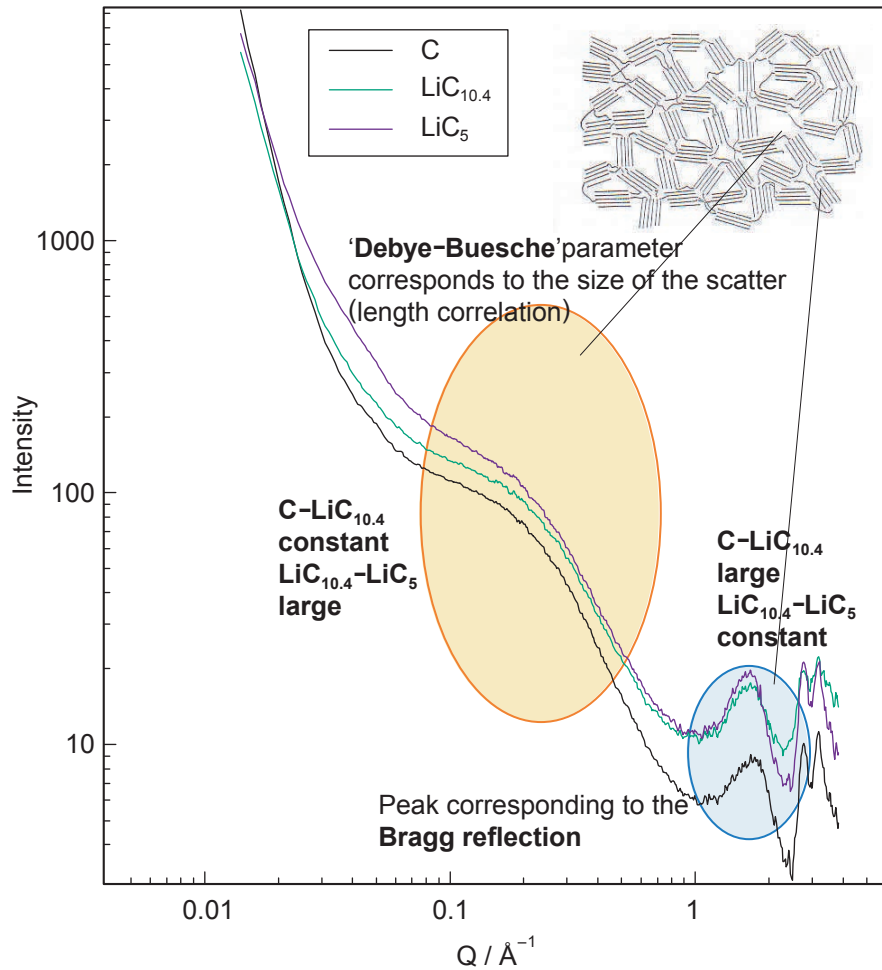 C
LiC₁₀.₄
LiC₅
1000
'Debye−Buesche'parameter
corresponds to the size of the scatter
(length correlation)
Intensity
100
C−LiC₁₀.₄
constant
LiC₁₀.₄−LiC₅
large
C−LiC₁₀.₄
large
LiC₁₀.₄−LiC₅
constant
10
Peak corresponding to the
Bragg reflection
0.01
0.1
1
Q / Å⁻¹